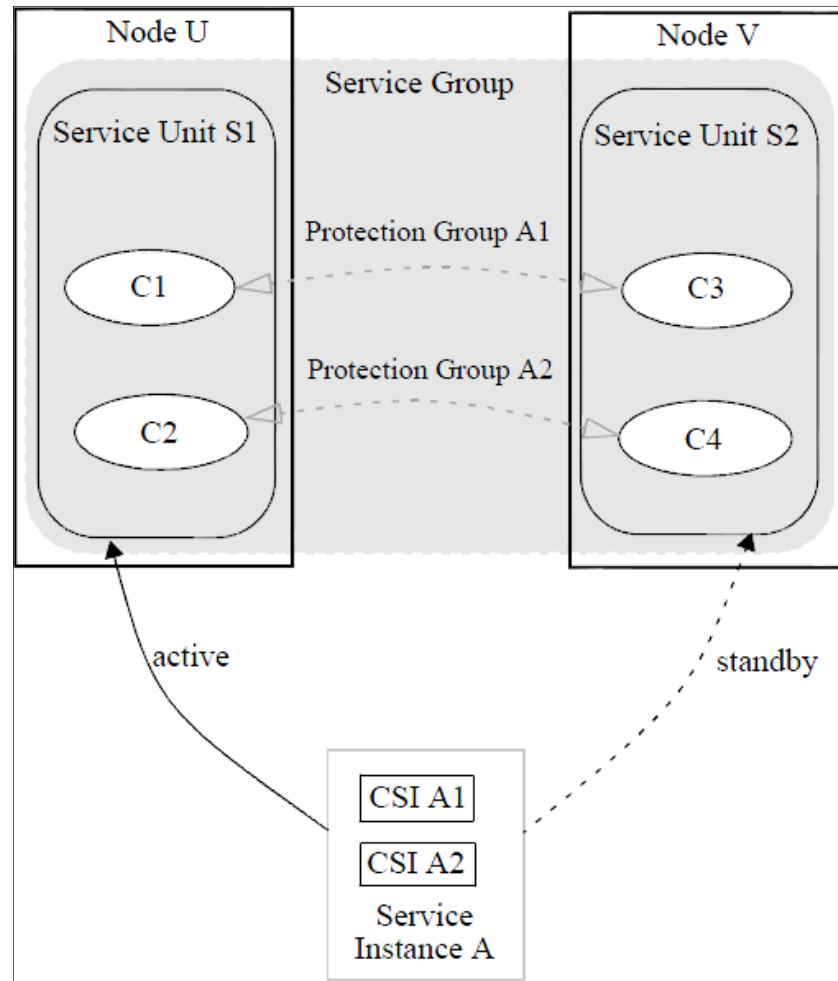 Node U
Node V
Service Group
Service Unit S1
Service Unit S2
Protection Group A1
C1
C3
Protection Group A2
C2
C4
active
standby
CSI A1
CSI A2
Service
Instance A